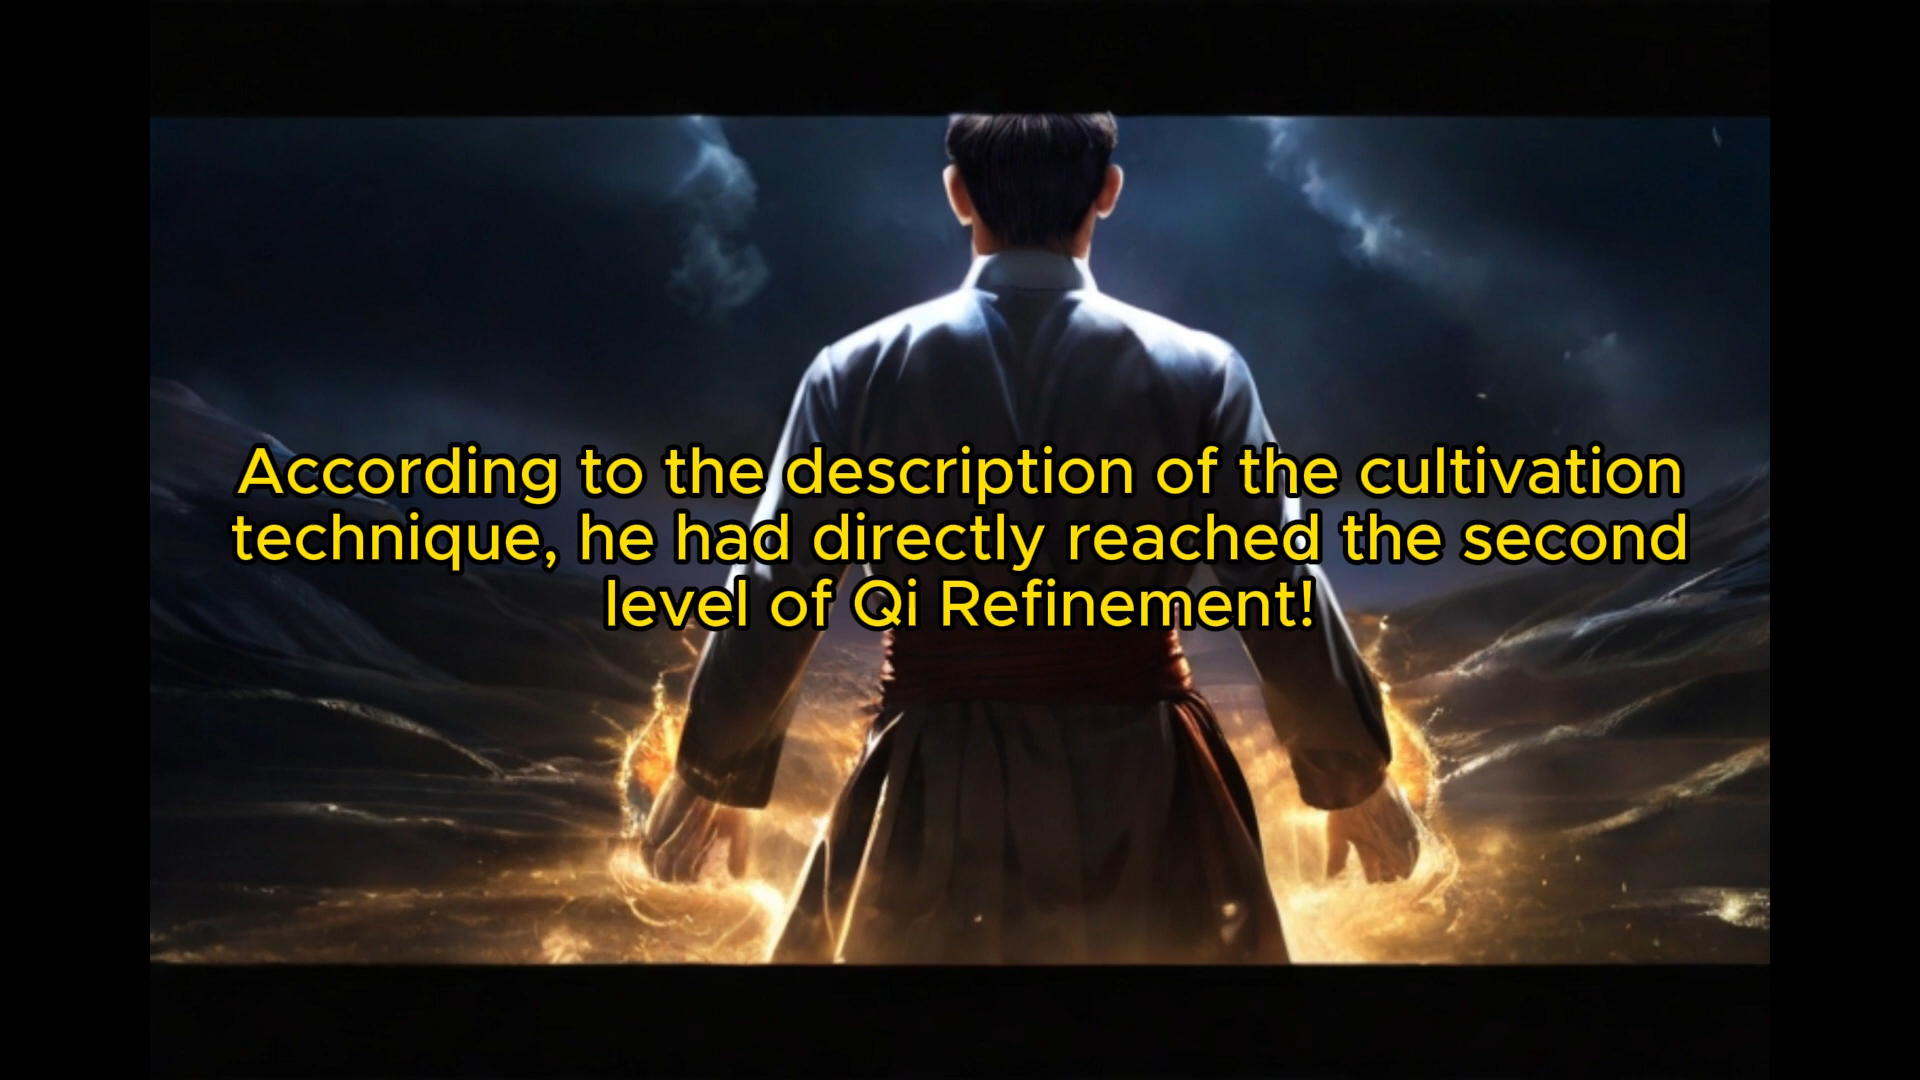 According to the description of the cultivation
technique, he had directly reached the second
level of Qi Refinement!